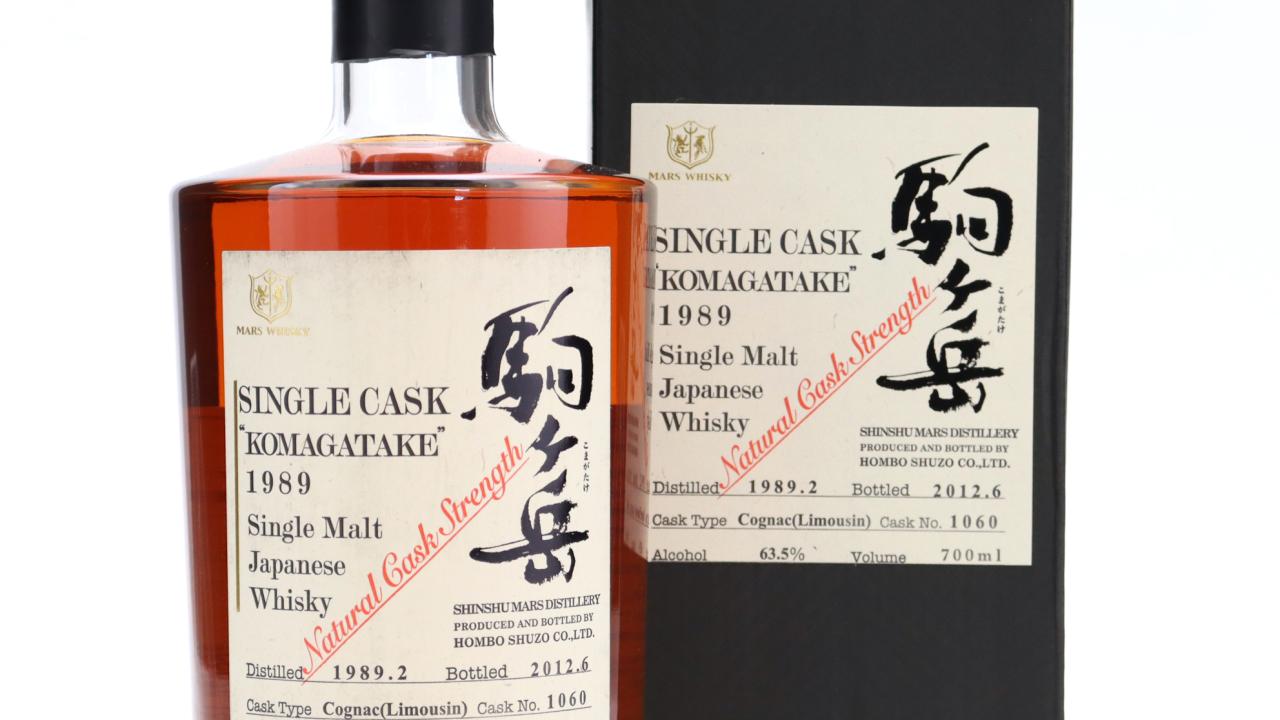 MARS WHISKY
SINGLE CASK
"KOMAGATAKE"
1989
Single Malt
Japanese
Whisky
Natural Cask Strength
駒ヶ岳
こまがたけ
SHINSHU MARS DISTILLERY
PRODUCED AND BOTTLED BY
HOMBO SHUZO CO.,LTD.
Distilled 1989.2 Bottled 2012.6
Cask Type Cognac(Limousin) Cask No. 1060
MARS WHISKY
SINGLE CASK
"KOMAGATAKE"
1989
Single Malt
Japanese
Whisky
Natural Cask Strength
駒ヶ岳
こまがたけ
SHINSHU MARS DISTILLERY
PRODUCED AND BOTTLED BY
HOMBO SHUZO CO.,LTD.
Distilled 1989.2 Bottled 2012.6
Cask Type Cognac(Limousin) Cask No. 1060
Alcohol 63.5% Volume 700ml